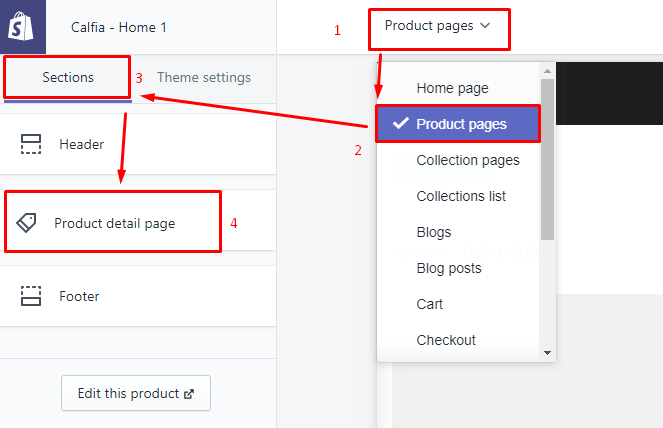 Calfia - Home 1
1
Product pages
Sections
3
Theme settings
Home page
Product pages
2
Header
Collection pages
Collections list
Product detail page
4
Blogs
Blog posts
Footer
Cart
Checkout
Edit this product